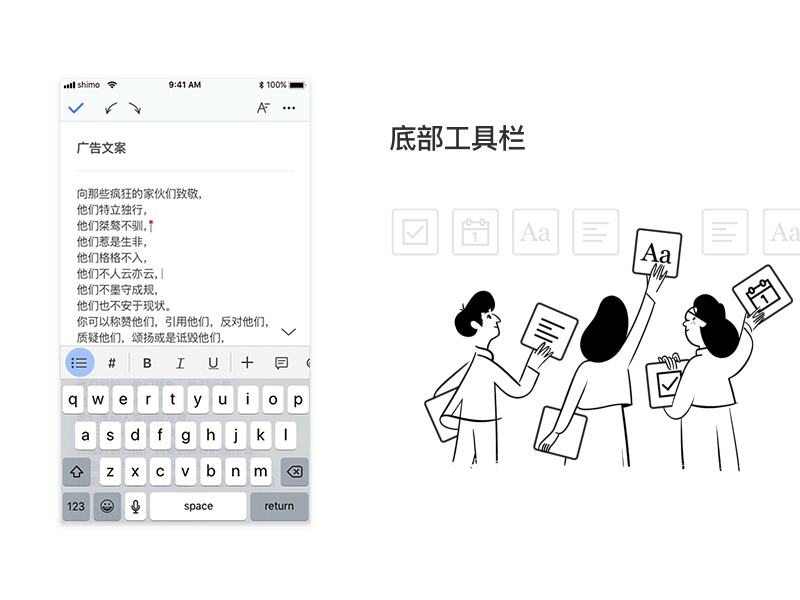 shimo 9:41 AM 100%
A
广告文案
向那些疯狂的家伙们致敬，
他们特立独行，
他们桀骜不驯，
他们惹是生非，
他们格格不入，
他们不人云亦云，
他们不墨守成规，
他们也不安于现状。
你可以称赞他们，引用他们，反对他们，
质疑他们，颂扬或是诋毁他们，
# B I U +
q w e r t y u i o p
a s d f g h j k l
z x c v b n m
123 space return
底部工具栏
1 Aa Aa
Aa
1